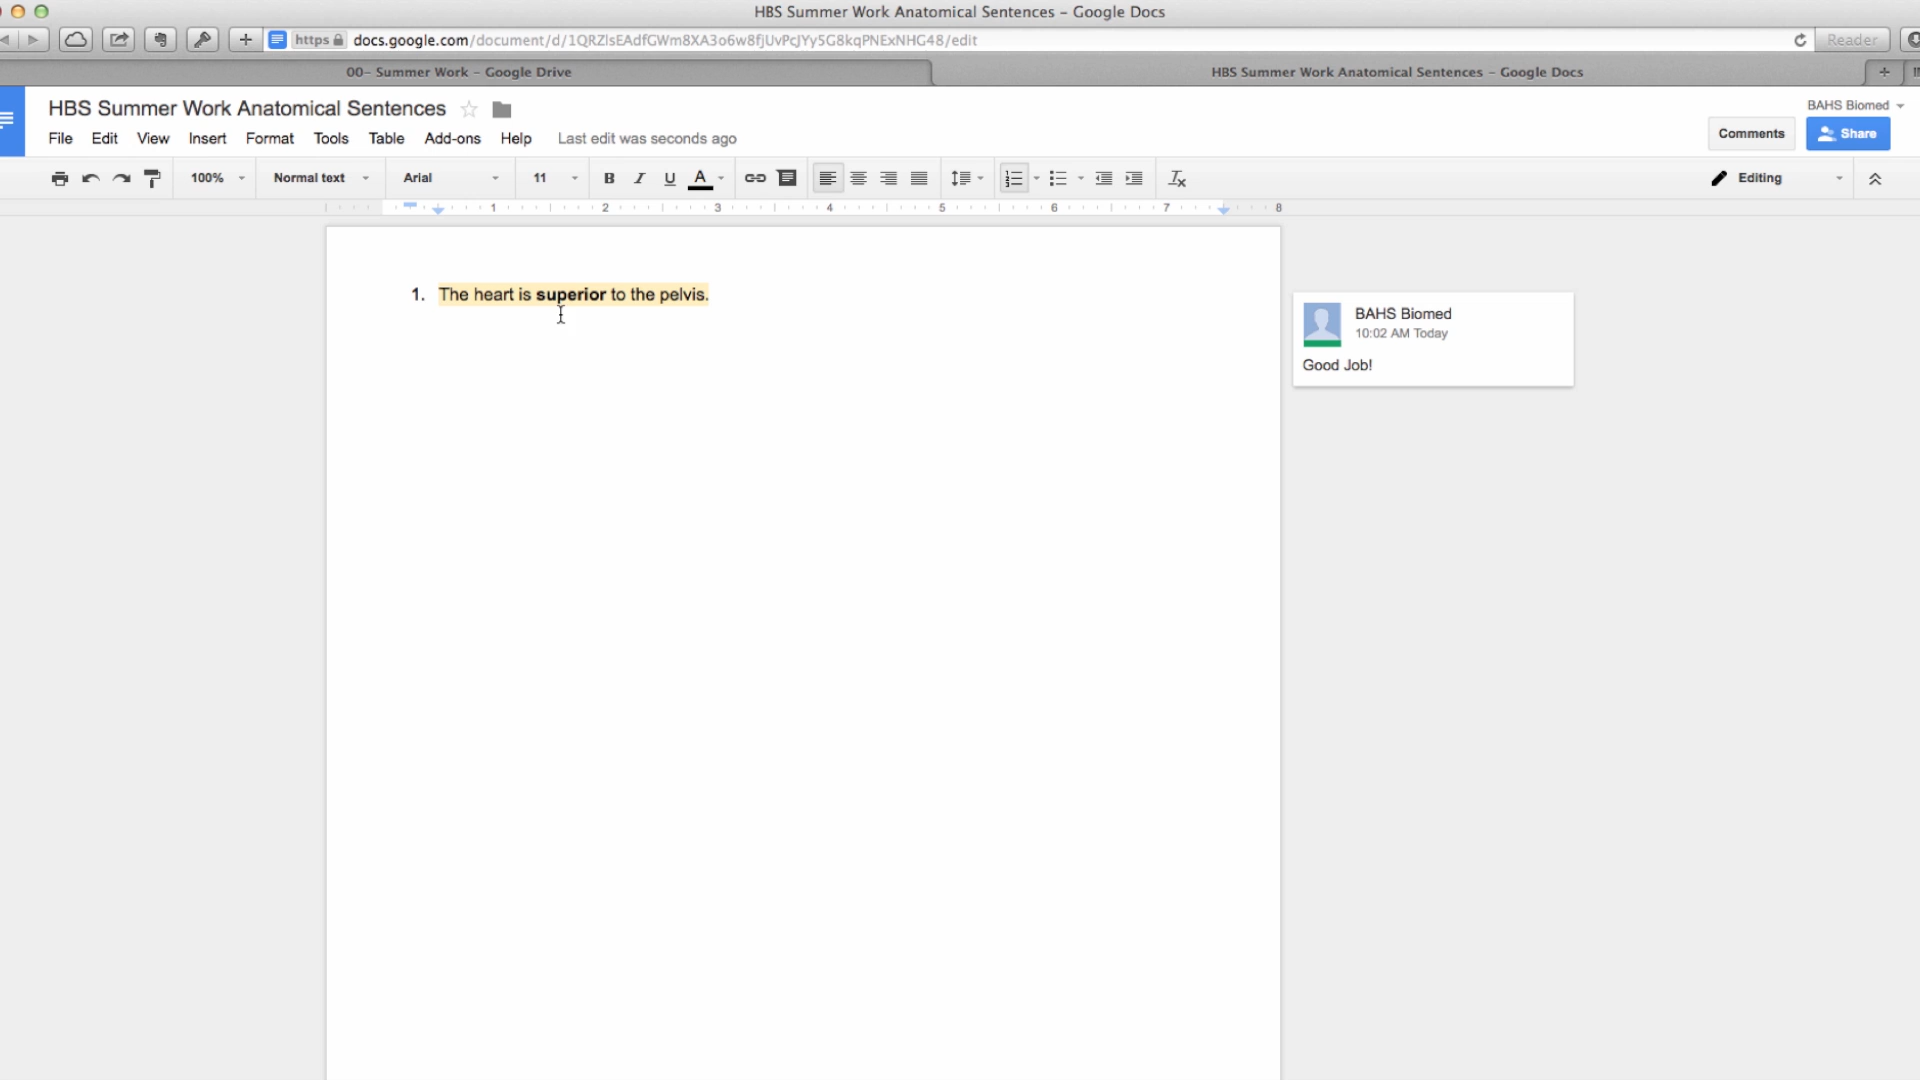 HBS Summer Work Anatomical Sentences – Google Docs
https docs.google.com/document/d/1QRZlsEAdfGWm8XA3o6w8fjUvPcJYy5G8kqPNExNHG48/edit Reader
00– Summer Work – Google Drive HBS Summer Work Anatomical Sentences – Google Docs
HBS Summer Work Anatomical Sentences BAHS Biomed
File Edit View Insert Format Tools Table Add-ons Help Last edit was seconds ago Comments Share
100% Normal text Arial 11 B I U A Editing
1 2 3 4 5 6 7 8
1. The heart is superior to the pelvis.
BAHS Biomed
10:02 AM Today
Good Job!